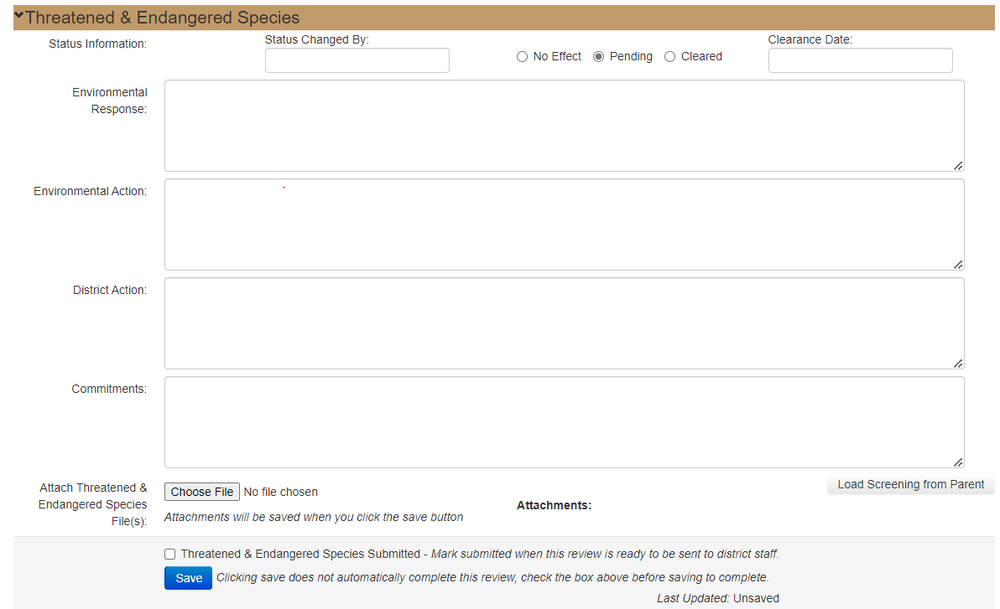 Threatened & Endangered Species
Status Information:
Status Changed By:
No Effect Pending Cleared
Clearance Date:
Environmental
Response:
Environmental Action:
District Action:
Commitments:
Attach Threatened &
Endangered Species
File(s):
Choose File No file chosen
Attachments will be saved when you click the save button
Attachments:
Load Screening from Parent
Threatened & Endangered Species Submitted - Mark submitted when this review is ready to be sent to district staff.
Save Clicking save does not automatically complete this review, check the box above before saving to complete.
Last Updated: Unsaved